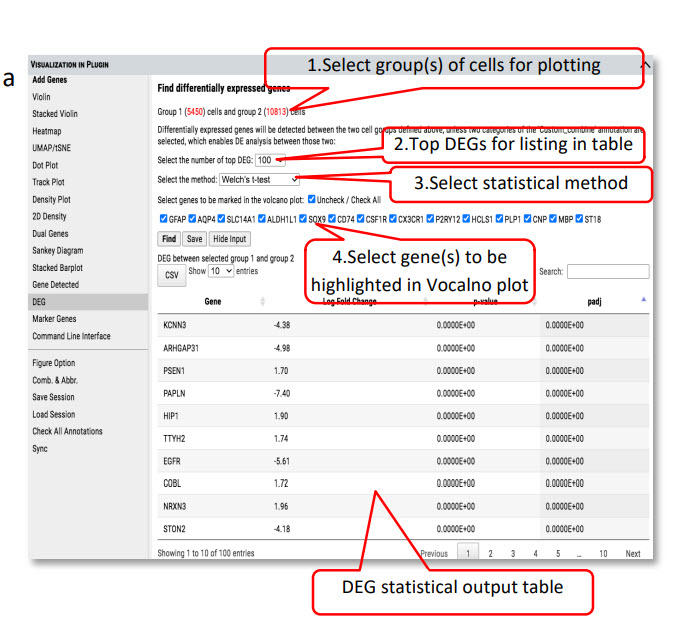 a
VISUALIZATION IN PLUGIN
1.Select group(s) of cells for plotting
Add Genes
Violin
Stacked Violin
Heatmap
UMAP/tSNE
Dot Plot
Track Plot
Density Plot
2D Density
Dual Genes
Sankey Diagram
Stacked Barplot
Gene Detected
DEG
Marker Genes
Command Line Interface
Figure Option
Comb. & Abbr.
Save Session
Load Session
Check All Annotations
Sync
Find differentially expressed genes
Group 1 (5450) cells and group 2 (10813) cells
Differentially expressed genes will be detected between the two cell groups defined above, unless two categories of the 'Custom_combine' annotation are
selected, which enables DE analysis between those two:
2.Top DEGs for listing in table
Select the number of top DEG: 100
Select the method: Welch's t-test
3.Select statistical method
Select genes to be marked in the volcano plot: Uncheck / Check All
GFAP AQP4 SLC14A1 ALDH1L1 SOX9 CD74 CSF1R CX3CR1 P2RY12 HCLS1 PLP1 CNP MBP ST18
Find Save Hide Input
4.Select gene(s) to be
highlighted in Vocalno plot
DEG between selected group 1 and group 2
CSV Show 10 entries Search:
Gene Log Fold Change p-value padj
KCNN3 -4.38 0.0000E+00 0.0000E+00
ARHGAP31 -4.98 0.0000E+00 0.0000E+00
PSEN1 1.70 0.0000E+00 0.0000E+00
PAPLN -7.40 0.0000E+00 0.0000E+00
HIP1 1.90 0.0000E+00 0.0000E+00
TTYH2 1.74 0.0000E+00 0.0000E+00
EGFR -5.61 0.0000E+00 0.0000E+00
COBL 1.72 0.0000E+00 0.0000E+00
NRXN3 1.96 0.0000E+00 0.0000E+00
STON2 -4.18 0.0000E+00 0.0000E+00
Showing 1 to 10 of 100 entries Previous 1 2 3 4 5 … 10 Next
DEG statistical output table